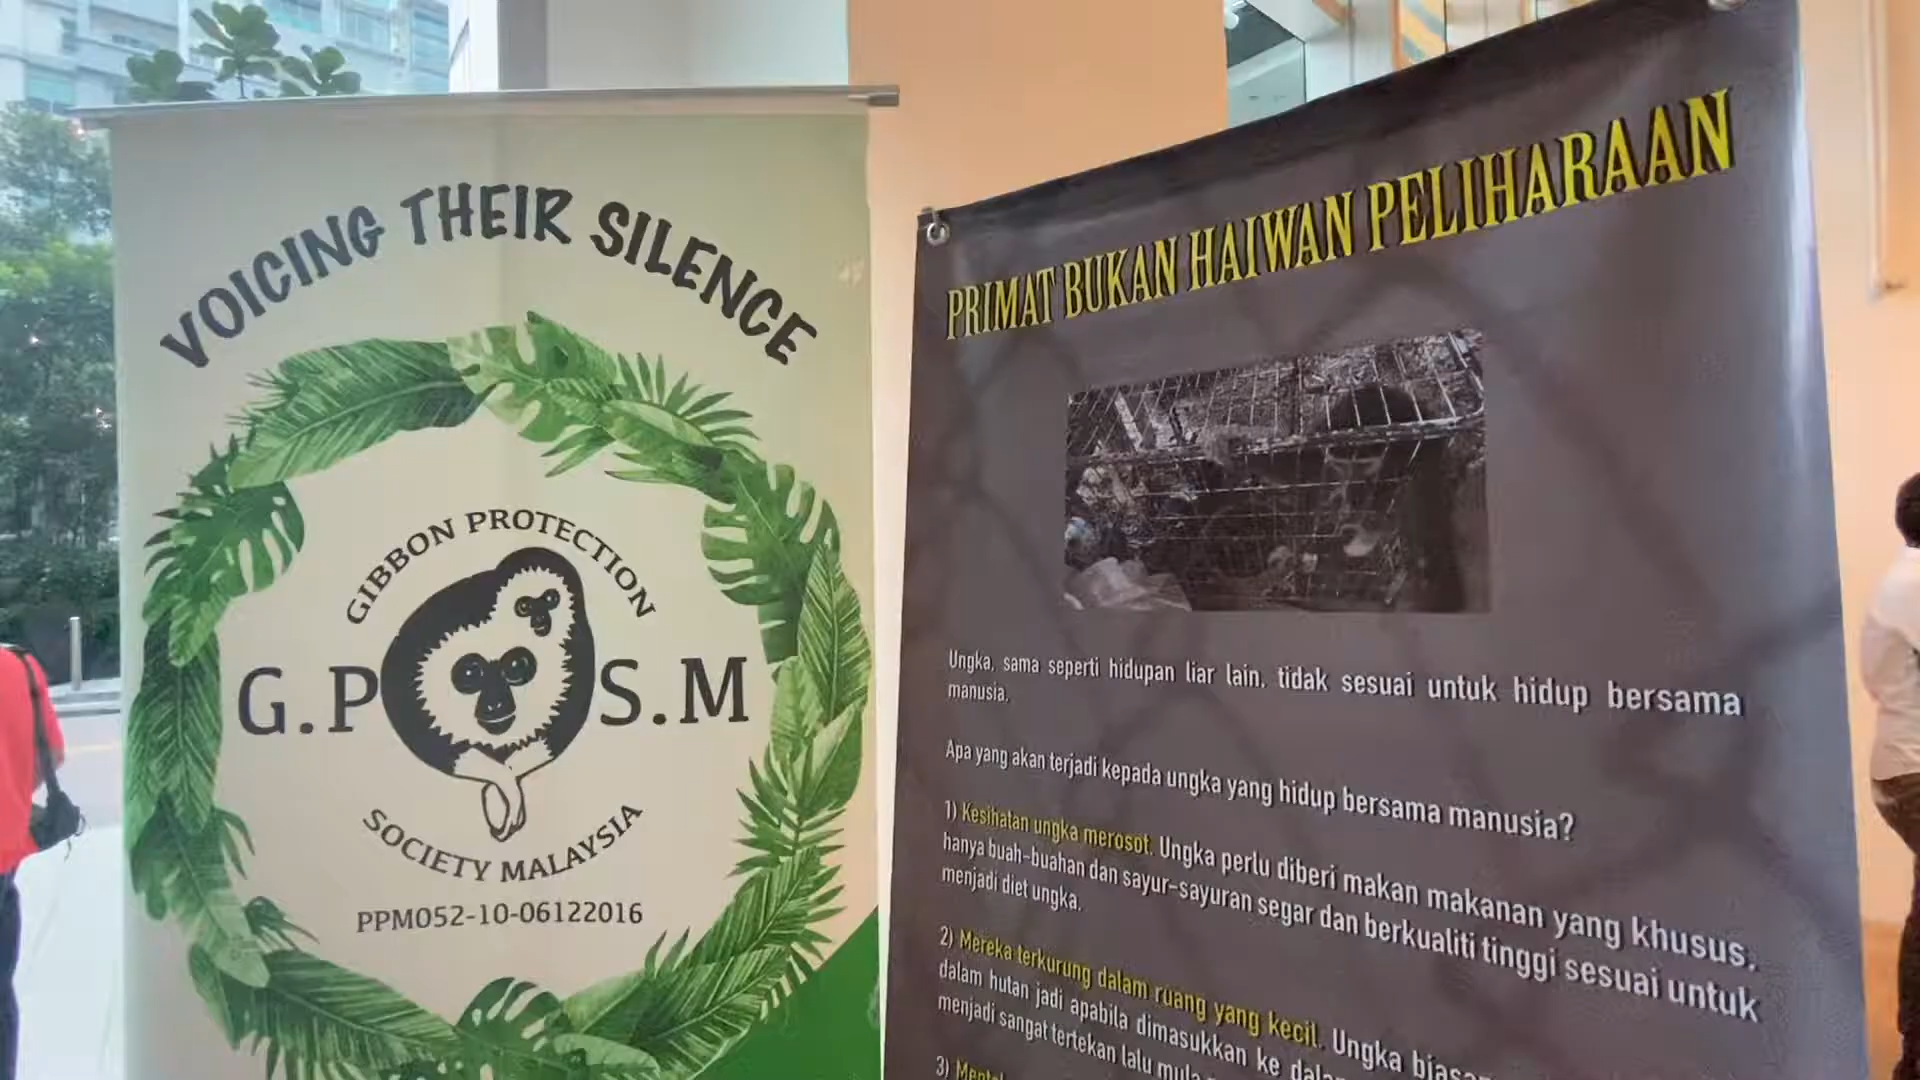 VOICING THEIR SILENCE
GIBBON PROTECTION
G.P S.M
SOCIETY MALAYSIA
PPM052-10-06122016
PRIMAT BUKAN HAIWAN PELIHARAAN
Ungka, sama seperti hidupan liar lain, tidak sesuai untuk hidup bersama
manusia.
Apa yang akan terjadi kepada ungka yang hidup bersama manusia?
1) Kesihatan ungka merosot. Ungka perlu diberi makan makanan yang khusus.
hanya buah-buahan dan sayur-sayuran segar dan berkualiti tinggi sesuai untuk
menjadi diet ungka.
2) Mereka terkurung dalam ruang yang kecil. Ungka
dalam hutan jadi apabila dimasukkan ke
menjadi sangat tertekan lalu
3)